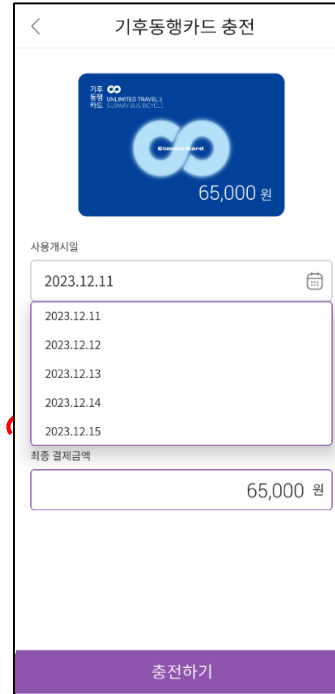 기후동행카드 충전
기후
동행
카드
UNLIMITED TRAVEL:)
SUBWAY BUS BICYCLE
Climate Card
65,000 원
사용개시일
2023.12.11
2023.12.11
2023.12.12
2023.12.13
2023.12.14
2023.12.15
최종 결제금액
65,000 원
충전하기